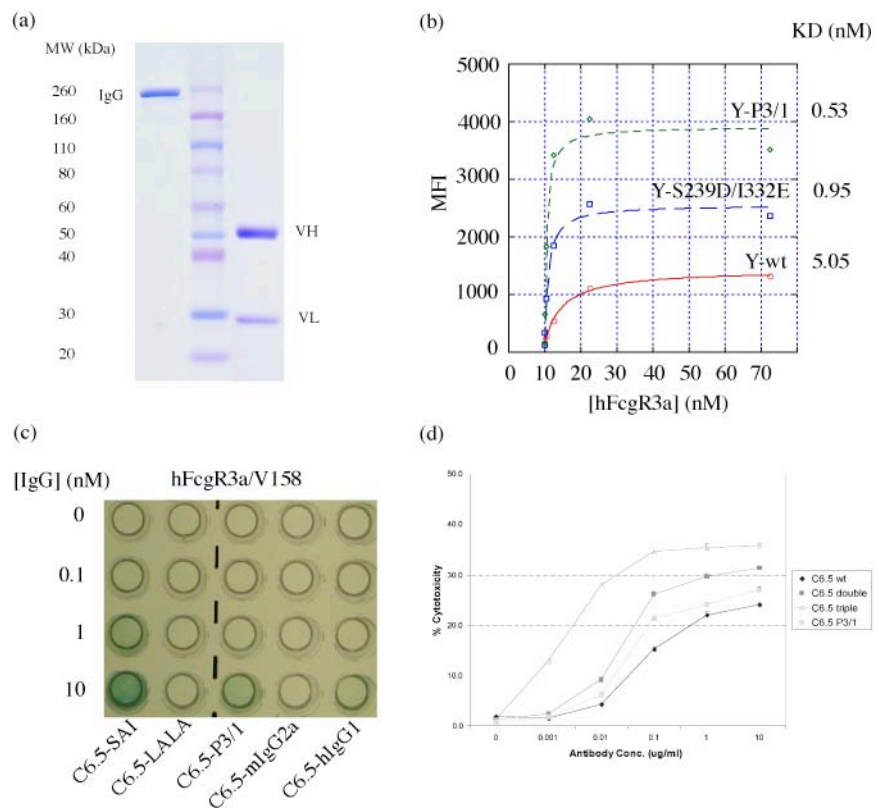 (a)
MW (kDa)
260
160
110
80
60
50
40
30
20
IgG
VH
VL
(b)
KD (nM)
5000
4000
3000
2000
1000
0
MFI
Y-P3/1 0.53
Y-S239D/I332E 0.95
Y-wt 5.05
0 10 20 30 40 50 60 70
[hFcgR3a] (nM)
(c)
[IgG] (nM) hFcgR3a/V158
0
0.1
1
10
C6.5-SAI
C6.5-LALA
C6.5-P3/1
C6.5-mIgG2a
C6.5-hIgG1
(d)
50.0
40.0
30.0
20.0
10.0
0.0
% Cytotoxicity
0 0.001 0.01 0.1 1 10
Antibody Conc. (ug/ml)
C6.5 wt
C6.5 double
C6.5 triple
C6.5 P3/1